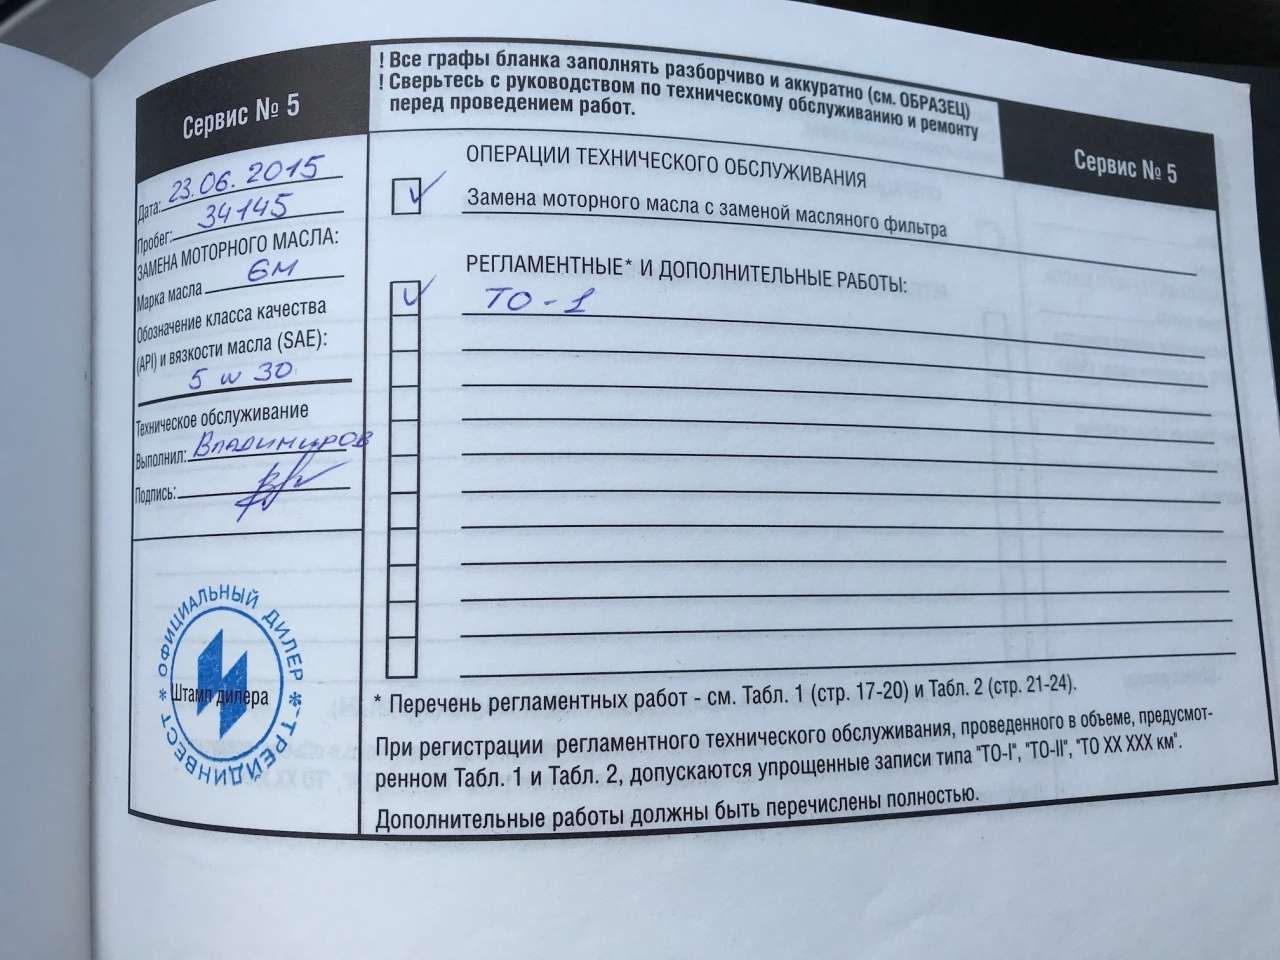 Сервис № 5
! Все графы бланка заполнять разборчиво и аккуратно (см. ОБРАЗЕЦ)
! Сверьтесь с руководством по техническому обслуживанию и ремонту
перед проведением работ.
Сервис № 5
Дата: 23.06.2015
Пробег: 34145
ЗАМЕНА МОТОРНОГО МАСЛА:
Марка масла GM
Обозначение класса качества
(API) и вязкости масла (SAE):
5 w 30
Техническое обслуживание
Выполнил: Владимиров
Подпись:
ОФИЦИАЛЬНЫЙ ДИЛЕР * "ТРЕЙДИНВЕСТ" *
Штамп дилера
ОПЕРАЦИИ ТЕХНИЧЕСКОГО ОБСЛУЖИВАНИЯ
Замена моторного масла с заменой масляного фильтра
РЕГЛАМЕНТНЫЕ* И ДОПОЛНИТЕЛЬНЫЕ РАБОТЫ:
ТО - 1
* Перечень регламентных работ - см. Табл. 1 (стр. 17-20) и Табл. 2 (стр. 21-24).
При регистрации регламентного технического обслуживания, проведенного в объеме, предусмот-
ренном Табл. 1 и Табл. 2, допускаются упрощенные записи типа "ТО-I", "ТО-II", "ТО ХХ ХХХ км".
Дополнительные работы должны быть перечислены полностью.